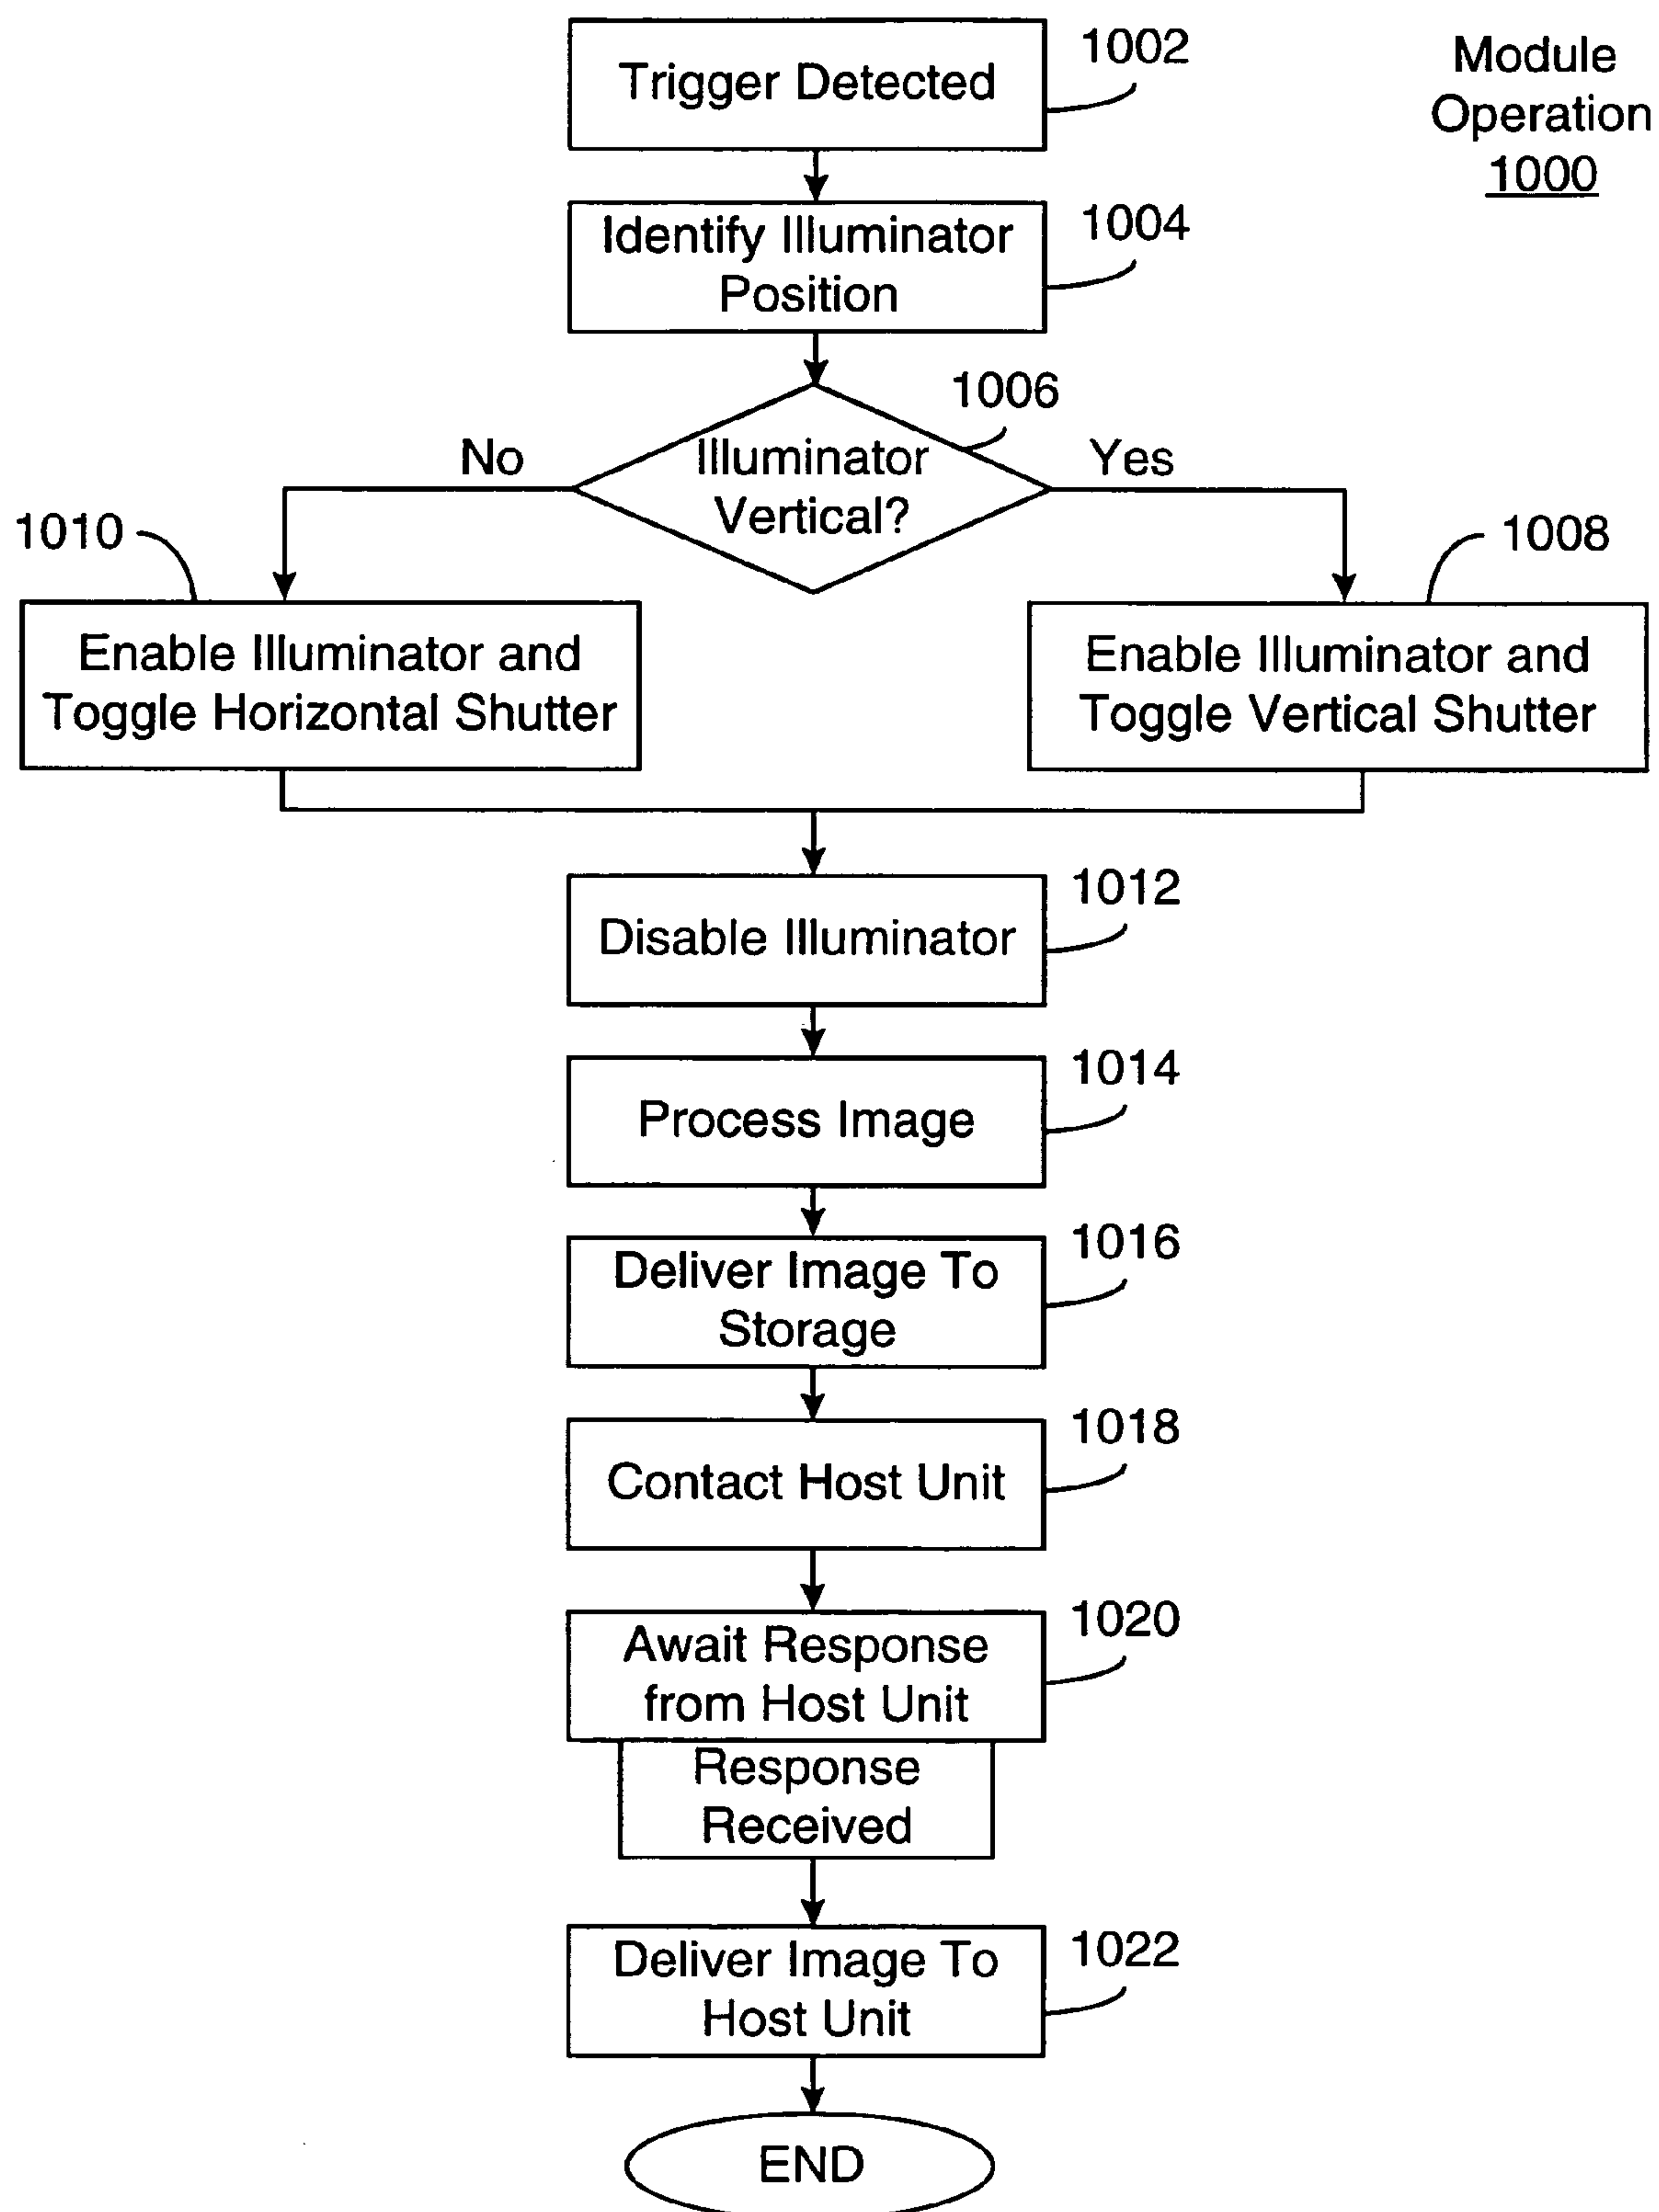 Module
Operation
1000
Trigger Detected
1002
Identify Illuminator
Position
1004
1006
Illuminator
Vertical?
No
Yes
1010
Enable Illuminator and
Toggle Horizontal Shutter
1008
Enable Illuminator and
Toggle Vertical Shutter
1012
Disable Illuminator
1014
Process Image
1016
Deliver Image To
Storage
1018
Contact Host Unit
1020
Await Response
from Host Unit
Response
Received
1022
Deliver Image To
Host Unit
END